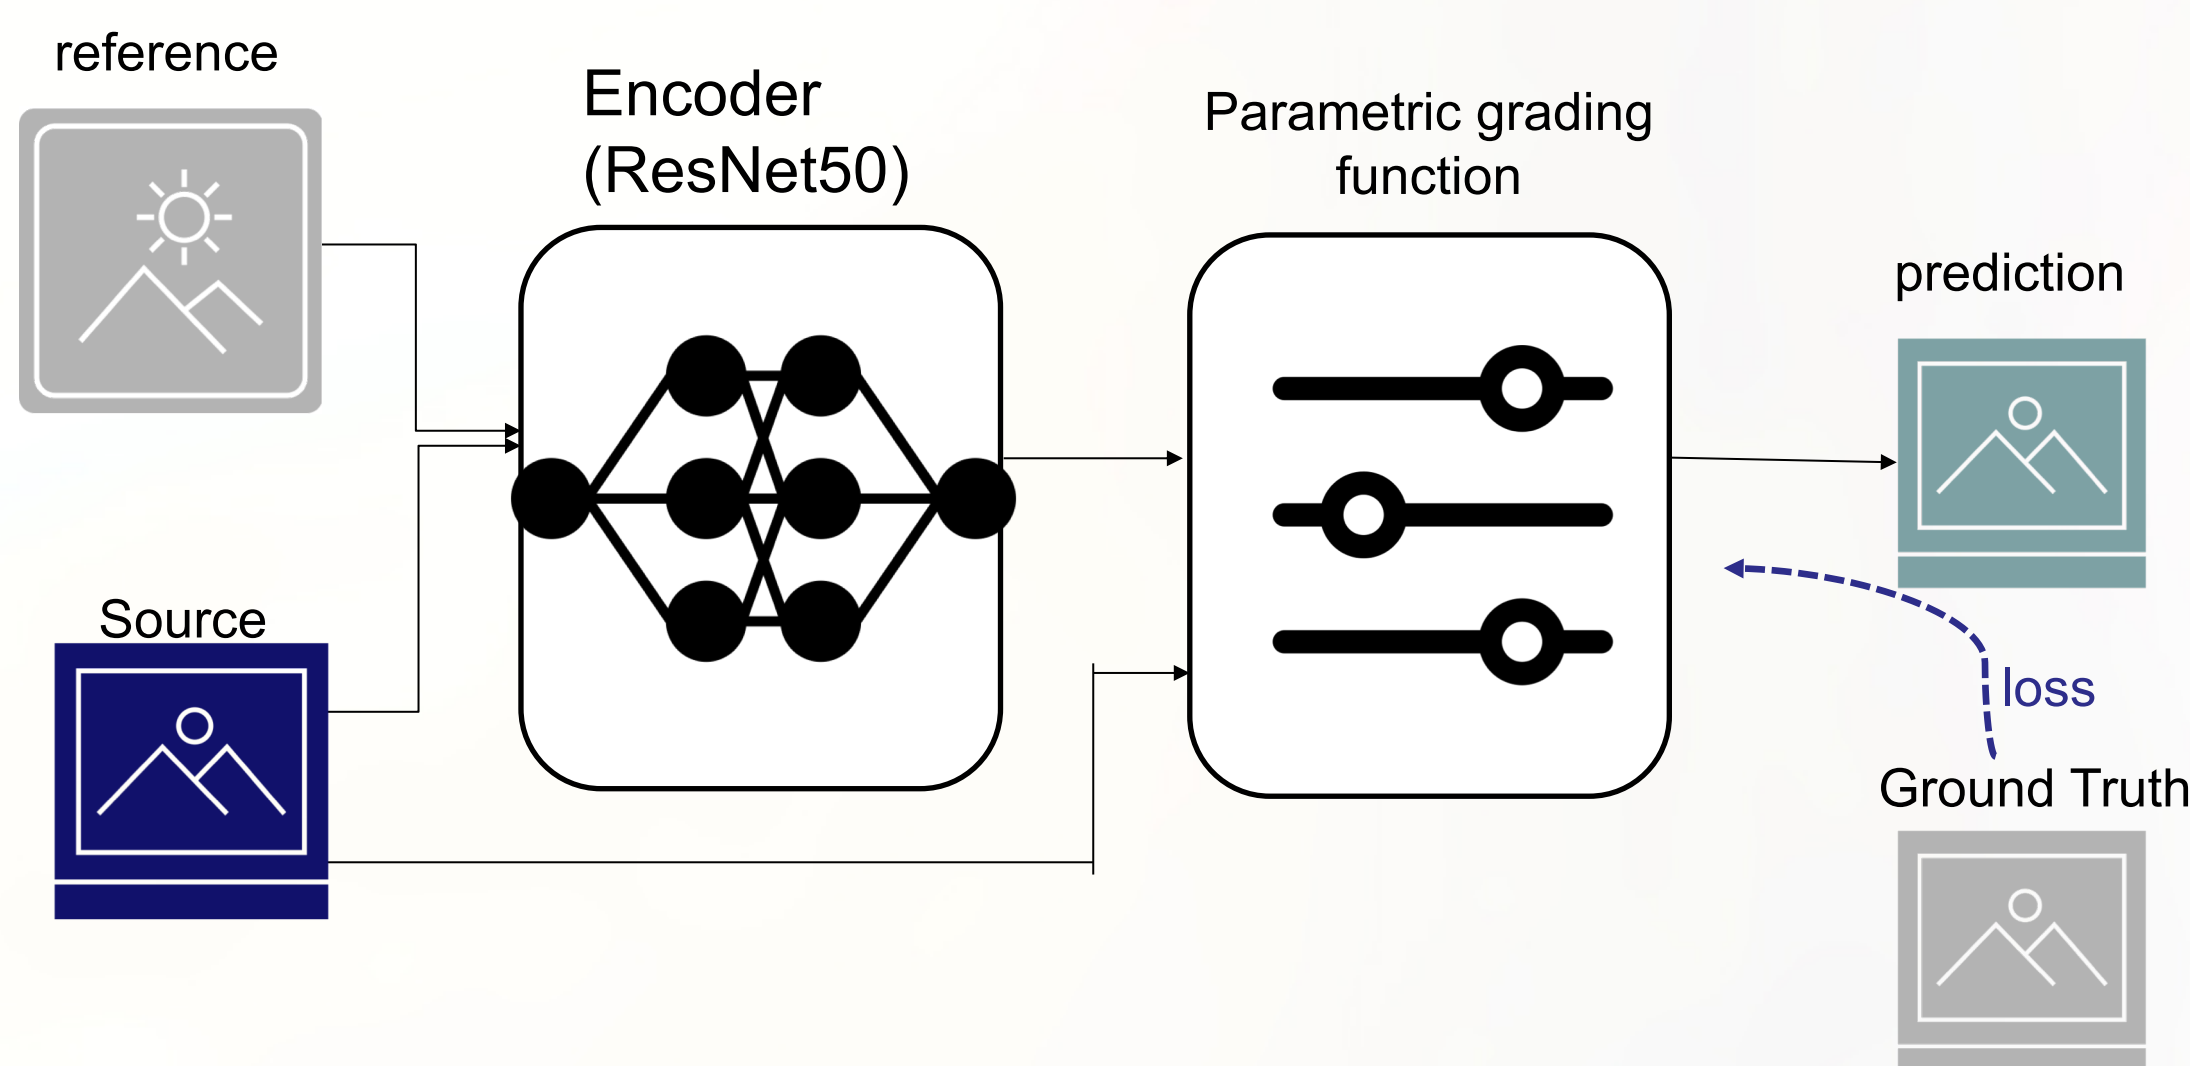 reference
Encoder
(ResNet50)
Parametric grading
function
prediction
Source
loss
Ground Truth